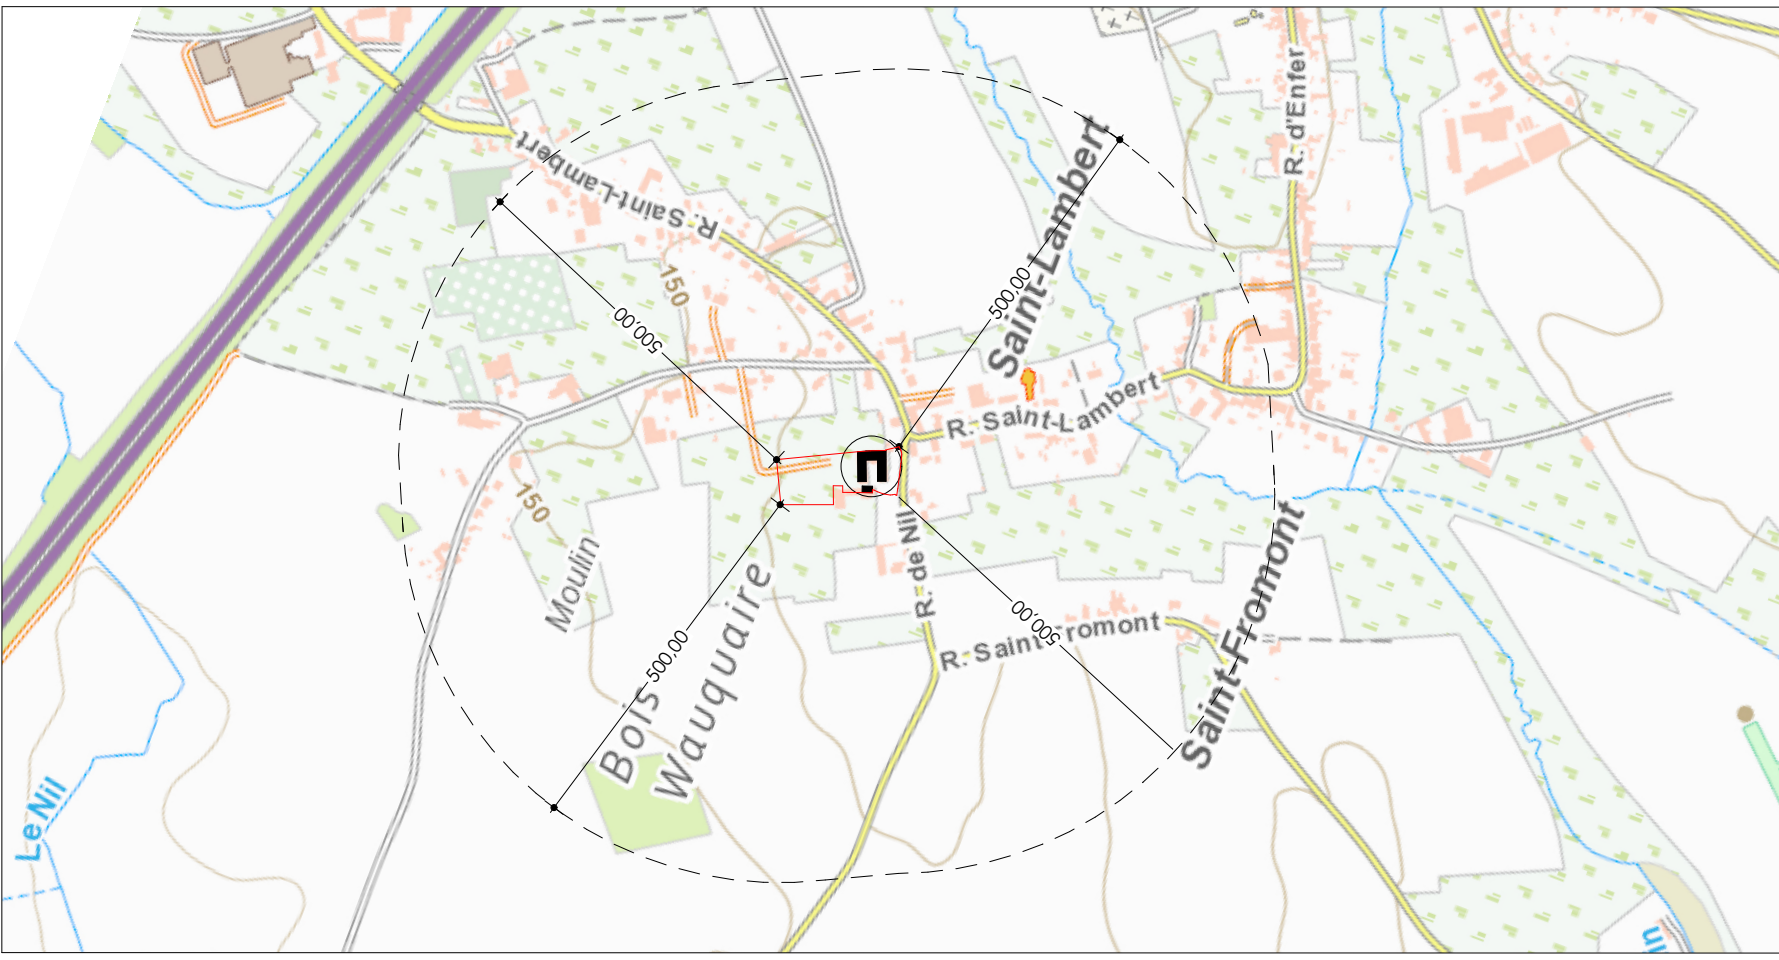 R. d'Enfer
R. Saint-Lambert
Saint-Lambert
150
500,00
500,00
R. Saint-Lambert
150
R. de Nil
Moulin
500,00
500,00
R. Saint-Fromont
Saint-Fromont
Bois
Wauquaire
Le Nil